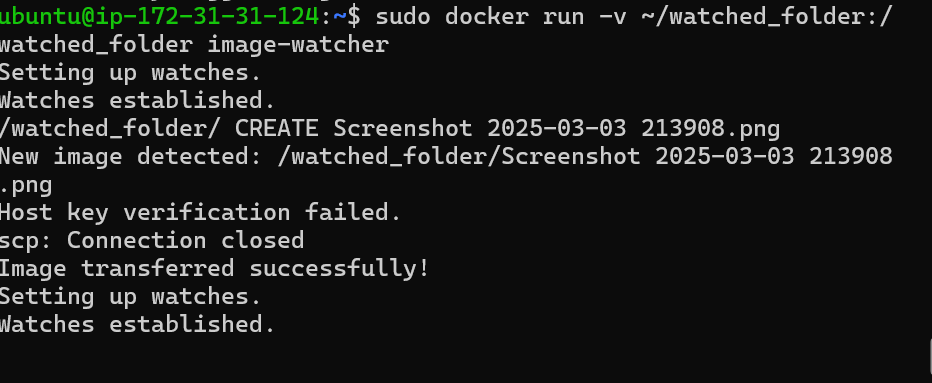 ubuntu@ip-172-31-31-124:~$ sudo docker run -v ~/watched_folder:/
watched_folder image-watcher
Setting up watches.
Watches established.
/watched_folder/ CREATE Screenshot 2025-03-03 213908.png
New image detected: /watched_folder/Screenshot 2025-03-03 213908
.png
Host key verification failed.
scp: Connection closed
Image transferred successfully!
Setting up watches.
Watches established.